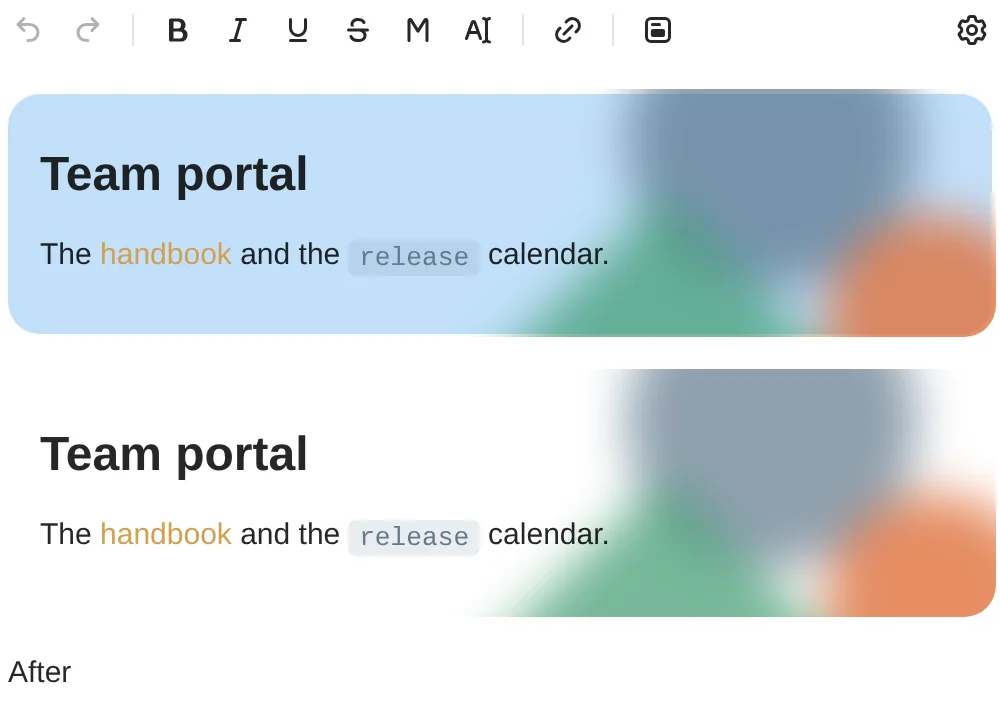 Team portal
The handbook and the release calendar.
Team portal
The handbook and the release calendar.
After